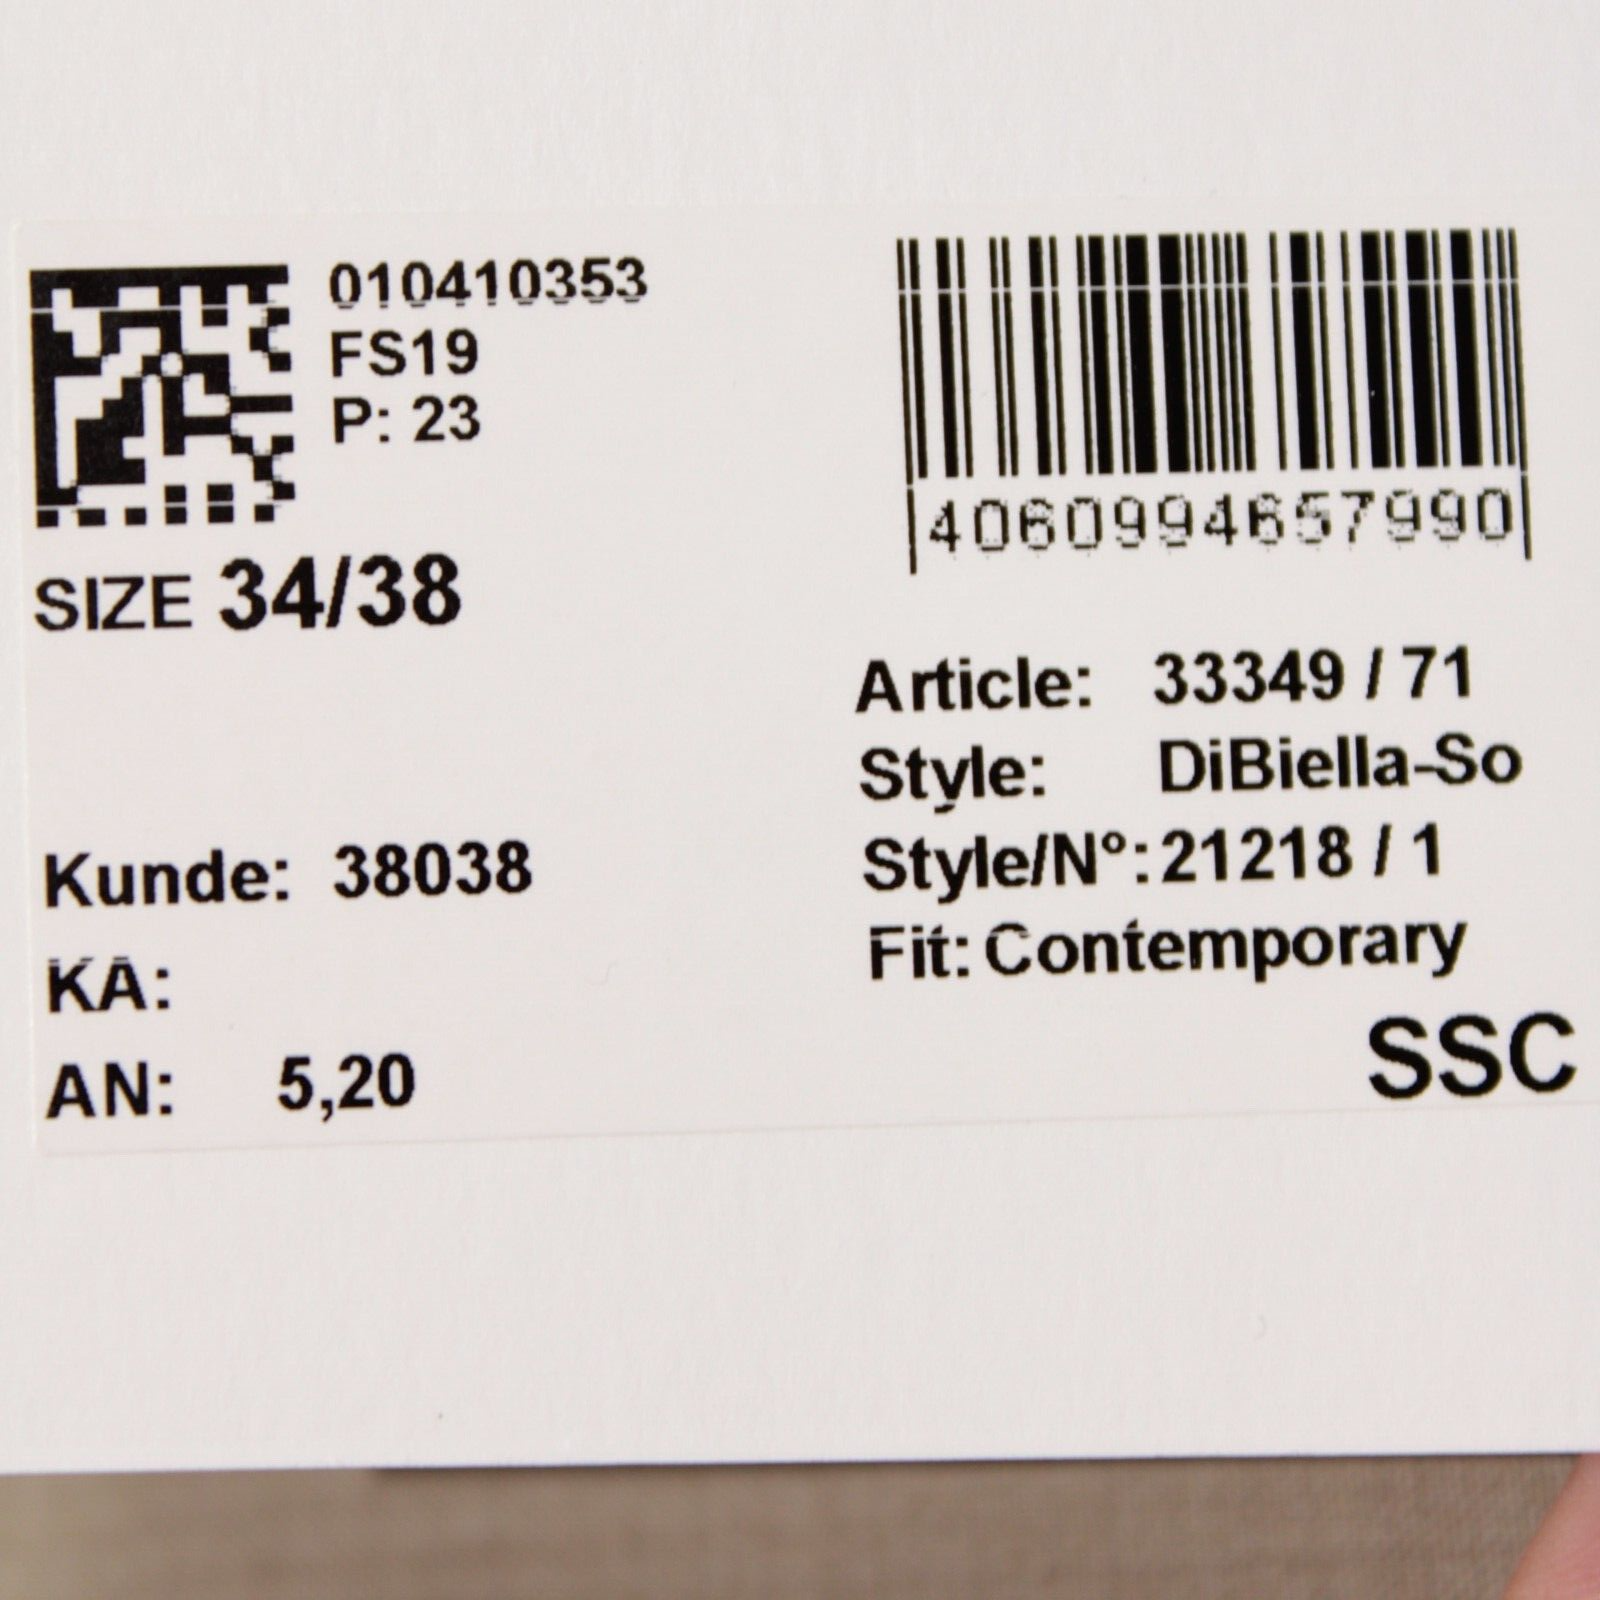 010410353
FS19
P: 23
SIZE 34/38
4060994657990
Article: 33349 / 71
Style: DiBiella-So
Style/N°: 21218 / 1
Fit: Contemporary
SSC
Kunde: 38038
KA:
AN: 5,20